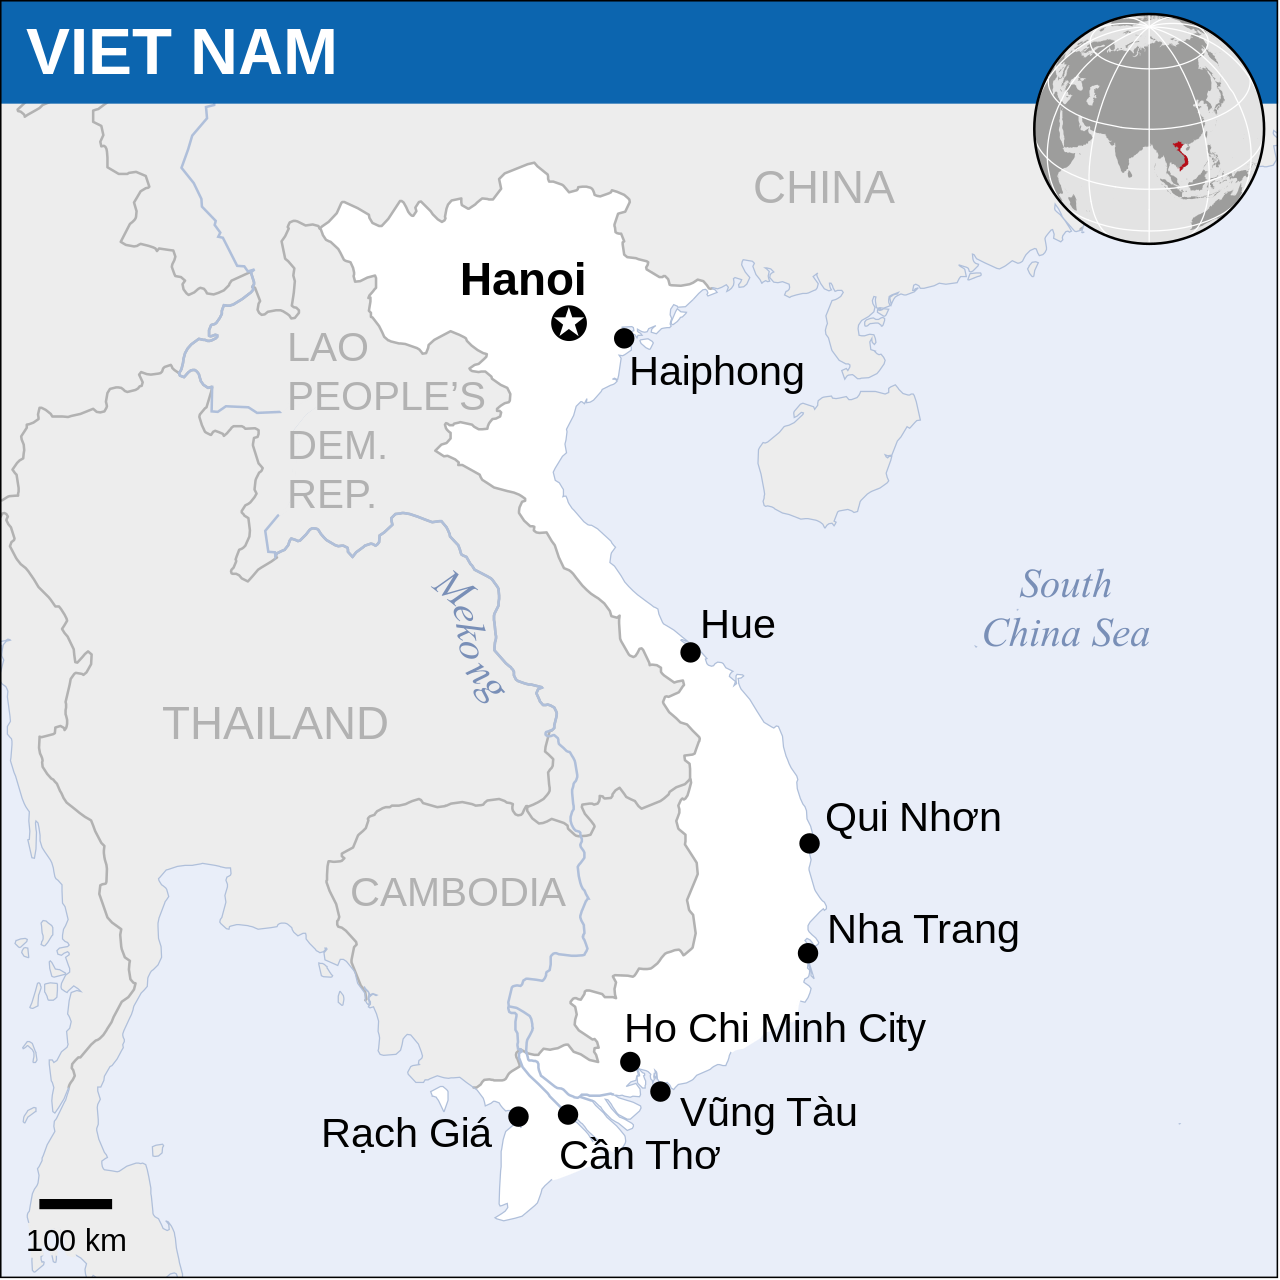 VIET NAM
CHINA
Hanoi
Haiphong
LAO
PEOPLE’S
DEM.
REP.
Mekong
South
China Sea
Hue
THAILAND
Qui Nhơn
CAMBODIA
Nha Trang
Ho Chi Minh City
Vũng Tàu
Rạch Giá
Cần Thơ
100 km